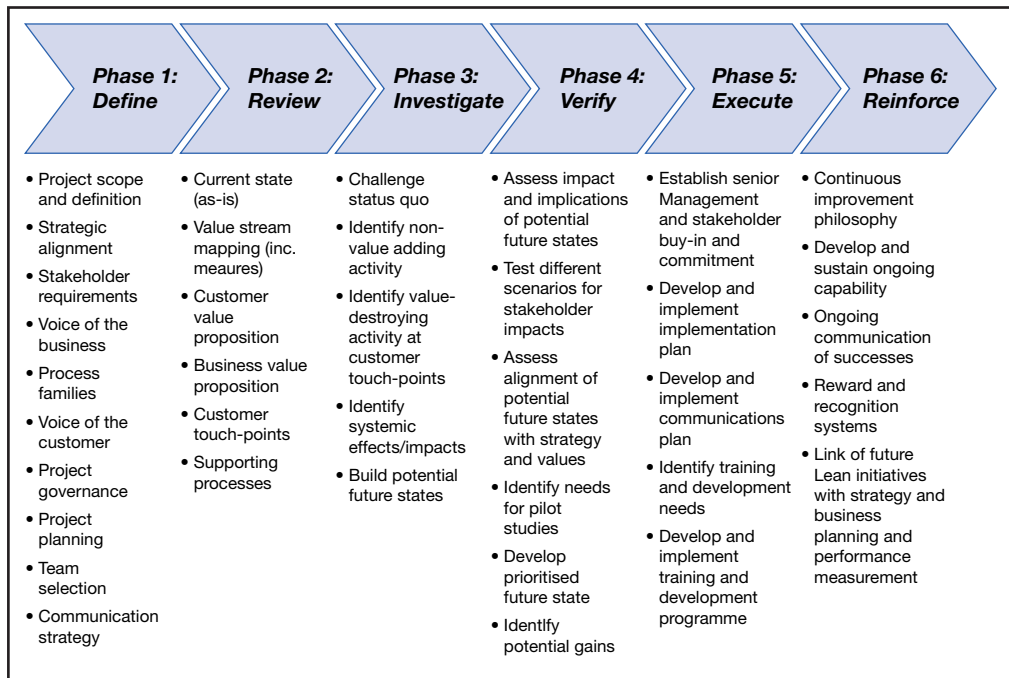 Phase 1:
Define
Phase 2:
Review
Phase 3:
Investigate
Phase 4:
Verify
Phase 5:
Execute
Phase 6:
Reinforce
• Project scope
and definition
• Strategic
alignment
• Stakeholder
requirements
• Voice of the
business
• Process
families
• Voice of the
customer
• Project
governance
• Project
planning
• Team
selection
• Communication
strategy
• Current state
(as-is)
• Value stream
mapping (inc.
meaures)
• Customer
value
proposition
• Business value
proposition
• Customer
touch-points
• Supporting
processes
• Challenge
status quo
• Identify non-
value adding
activity
• Identify value-
destroying
activity at
customer
touch-points
• Identify
systemic
effects/impacts
• Build potential
future states
• Assess impact
and implications
of potential
future states
• Test different
scenarios for
stakeholder
impacts
• Assess
alignment of
potential
future states
with strategy
and values
• Identify needs
for pilot
studies
• Develop
prioritised
future state
• Identlfy
potential gains
• Establish senior
Management
and stakeholder
buy-in and
commitment
• Develop and
implement
implementation
plan
• Develop and
implement
communications
plan
• Identify training
and development
needs
• Develop and
implement
training and
development
programme
• Continuous
improvement
philosophy
• Develop and
sustain ongoing
capability
• Ongoing
communication
of successes
• Reward and
recognition
systems
• Link of future
Lean initiatives
with strategy and
business
planning and
performance
measurement